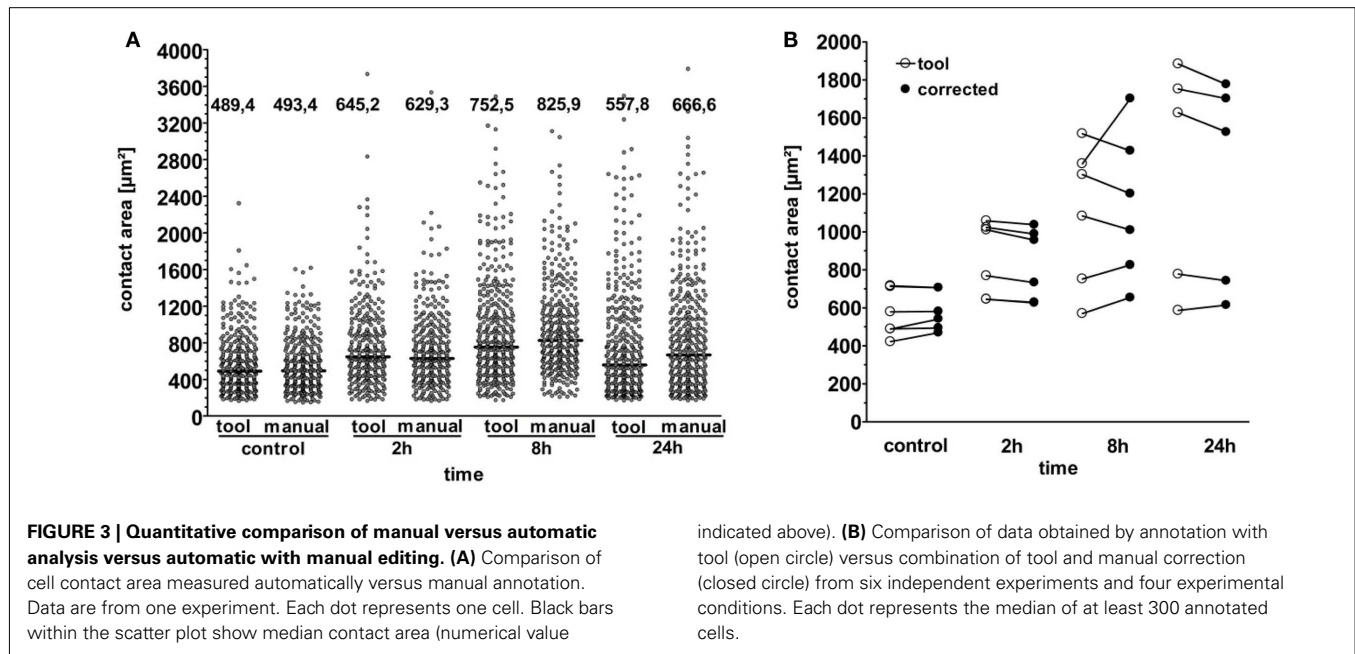 A
4000
3600
3200
2800
2400
2000
1600
1200
800
400
0
contact area [µm²]
489,4 493,4 645,2 629,3 752,5 825,9 557,8 666,6
tool manual tool manual tool manual tool manual
control 2h 8h 24h
time
B
2000
1800
1600
1400
1200
1000
800
600
400
200
0
contact area [µm²]
tool
corrected
control 2h 8h 24h
time
FIGURE 3 | Quantitative comparison of manual versus automatic
analysis versus automatic with manual editing. (A) Comparison of
cell contact area measured automatically versus manual annotation.
Data are from one experiment. Each dot represents one cell. Black bars
within the scatter plot show median contact area (numerical value
indicated above). (B) Comparison of data obtained by annotation with
tool (open circle) versus combination of tool and manual correction
(closed circle) from six independent experiments and four experimental
conditions. Each dot represents the median of at least 300 annotated
cells.